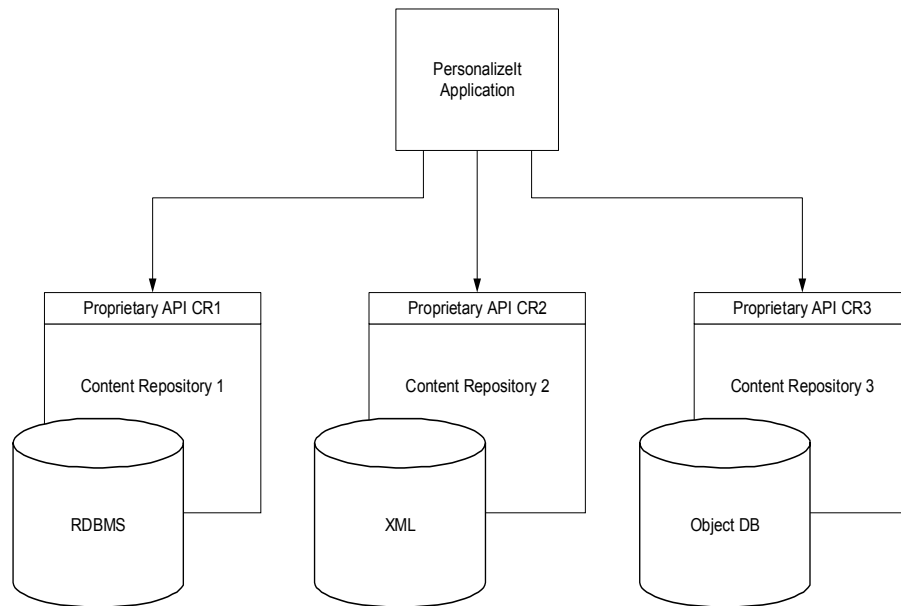 PersonalizeIt
Application
Proprietary API CR1
Proprietary API CR2
Proprietary API CR3
Content Repository 1
Content Repository 2
Content Repository 3
RDBMS
XML
Object DB